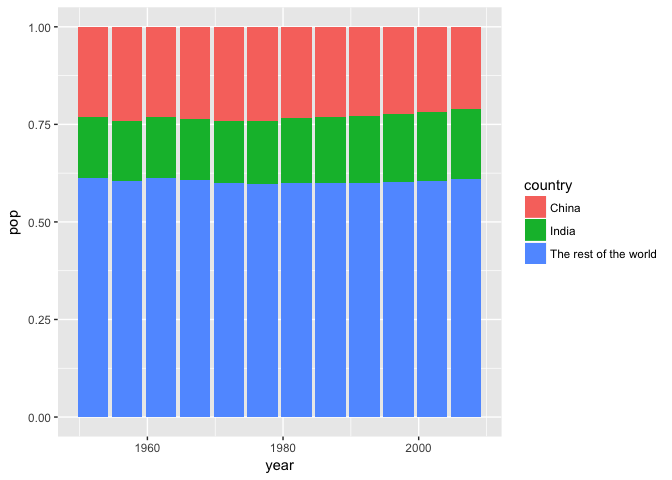 1.00
0.75
0.50
0.25
0.00
pop
1960 1980 2000
year
country
China
India
The rest of the world